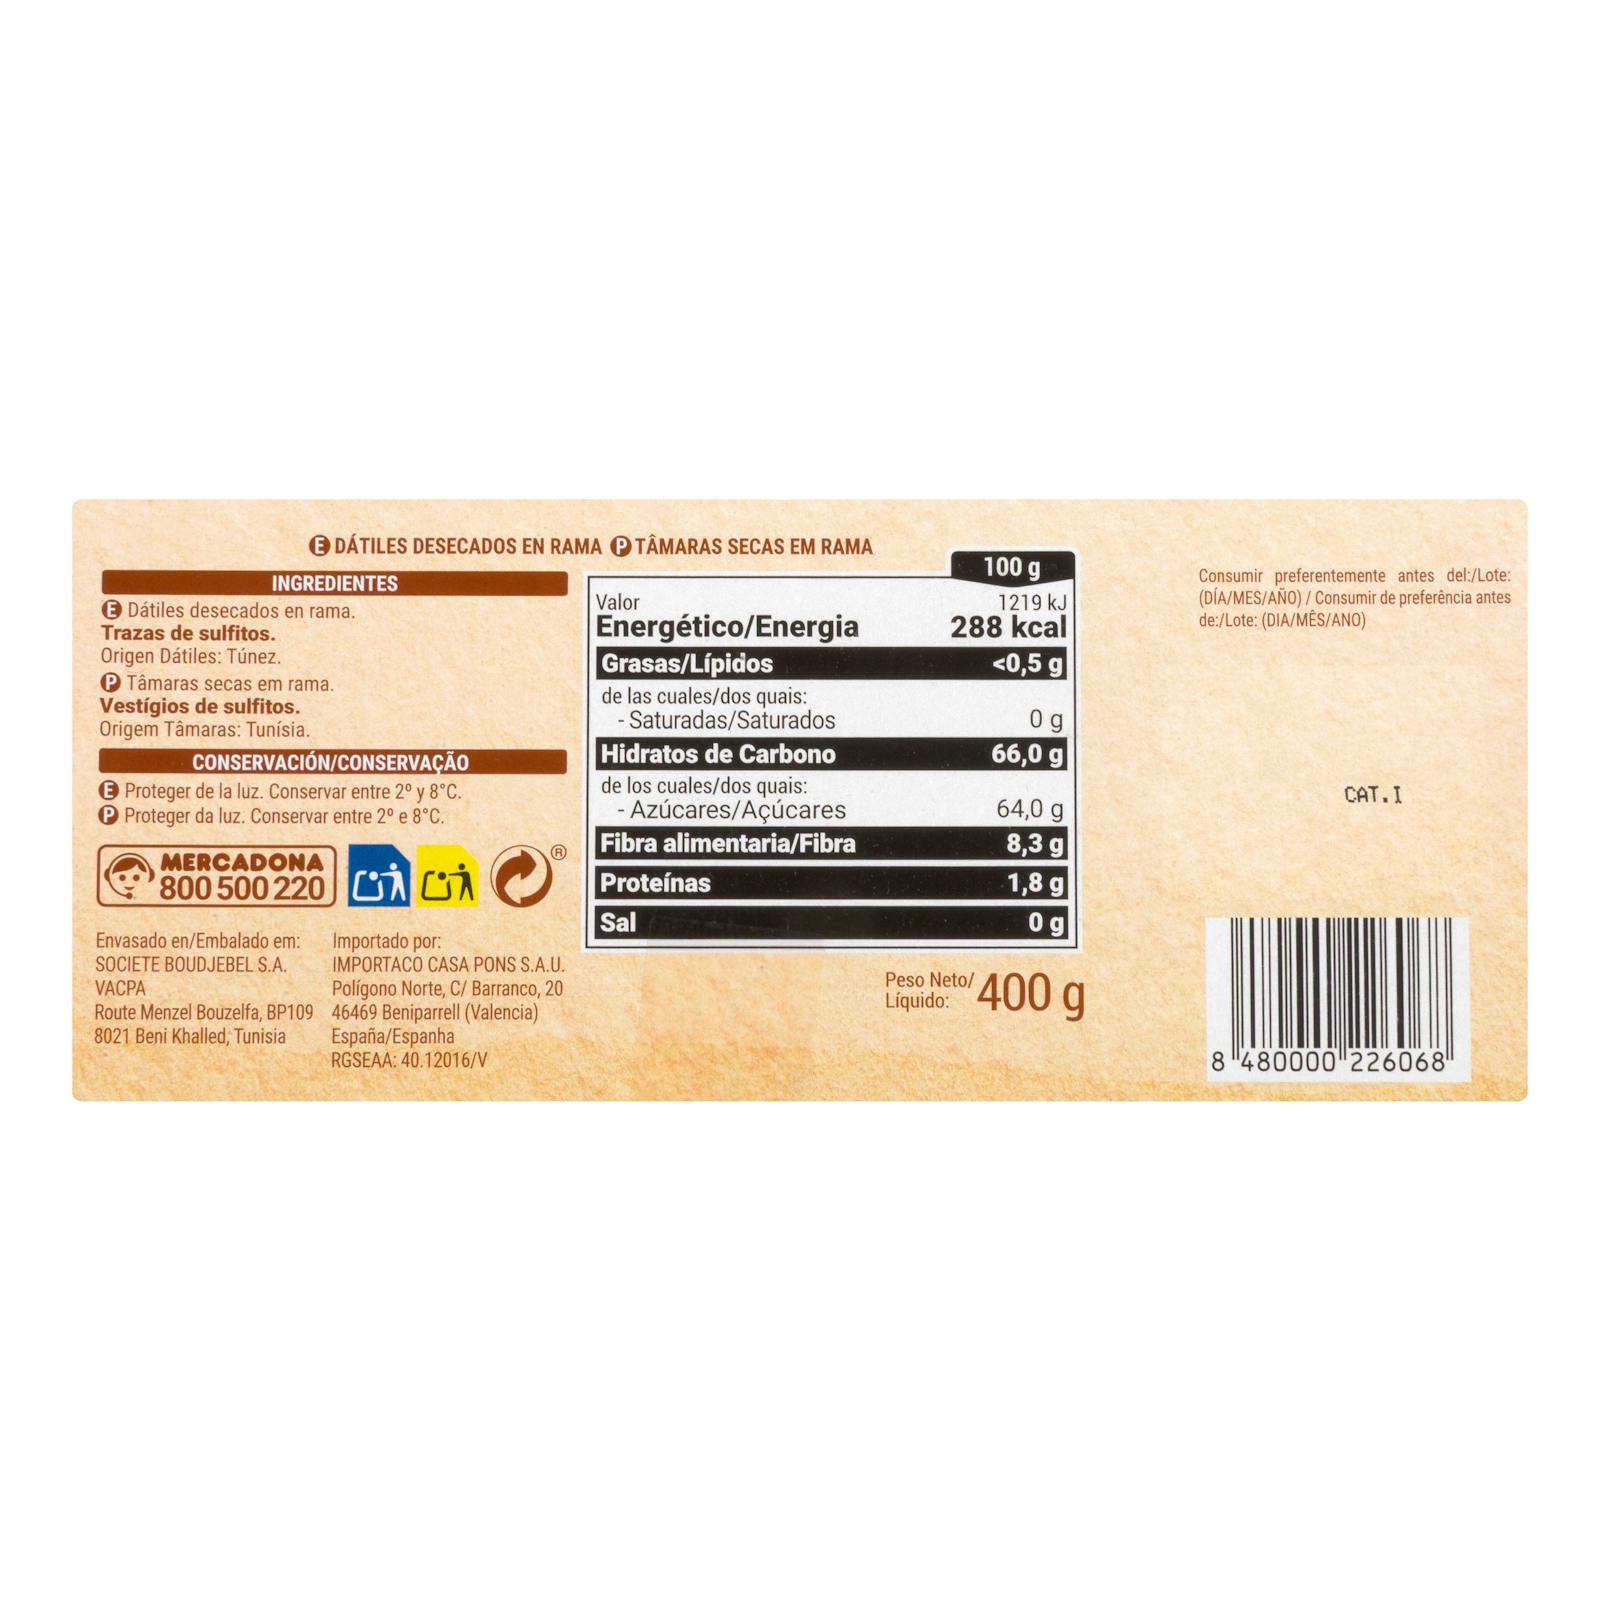 E DÁTILES DESECADOS EN RAMA P TÂMARAS SECAS EM RAMA
INGREDIENTES
E Dátiles desecados en rama.
Trazas de sulfitos.
Origen Dátiles: Túnez.
P Tâmaras secas em rama.
Vestígios de sulfitos.
Origem Tâmaras: Tunísia.
CONSERVACIÓN/CONSERVAÇÃO
E Proteger de la luz. Conservar entre 2º y 8°C.
P Proteger da luz. Conservar entre 2º e 8°C.
MERCADONA
800 500 220
®
Envasado en/Embalado em:
SOCIETE BOUDJEBEL S.A.
VACPA
Route Menzel Bouzelfa, BP109
8021 Beni Khalled, Tunisia
Importado por:
IMPORTACO CASA PONS S.A.U.
Polígono Norte, C/ Barranco, 20
46469 Beniparrell (Valencia)
España/Espanha
RGSEAA: 40.12016/V
100 g
Valor 1219 kJ
Energético/Energia 288 kcal
Grasas/Lípidos <0,5 g
de las cuales/dos quais:
- Saturadas/Saturados 0 g
Hidratos de Carbono 66,0 g
de los cuales/dos quais:
- Azúcares/Açúcares 64,0 g
Fibra alimentaria/Fibra 8,3 g
Proteínas 1,8 g
Sal 0 g
Peso Neto/
Líquido: 400 g
Consumir preferentemente antes del:/Lote:
(DÍA/MES/AÑO) / Consumir de preferência antes
de:/Lote: (DIA/MÊS/ANO)
CAT.I
8 480000 226068